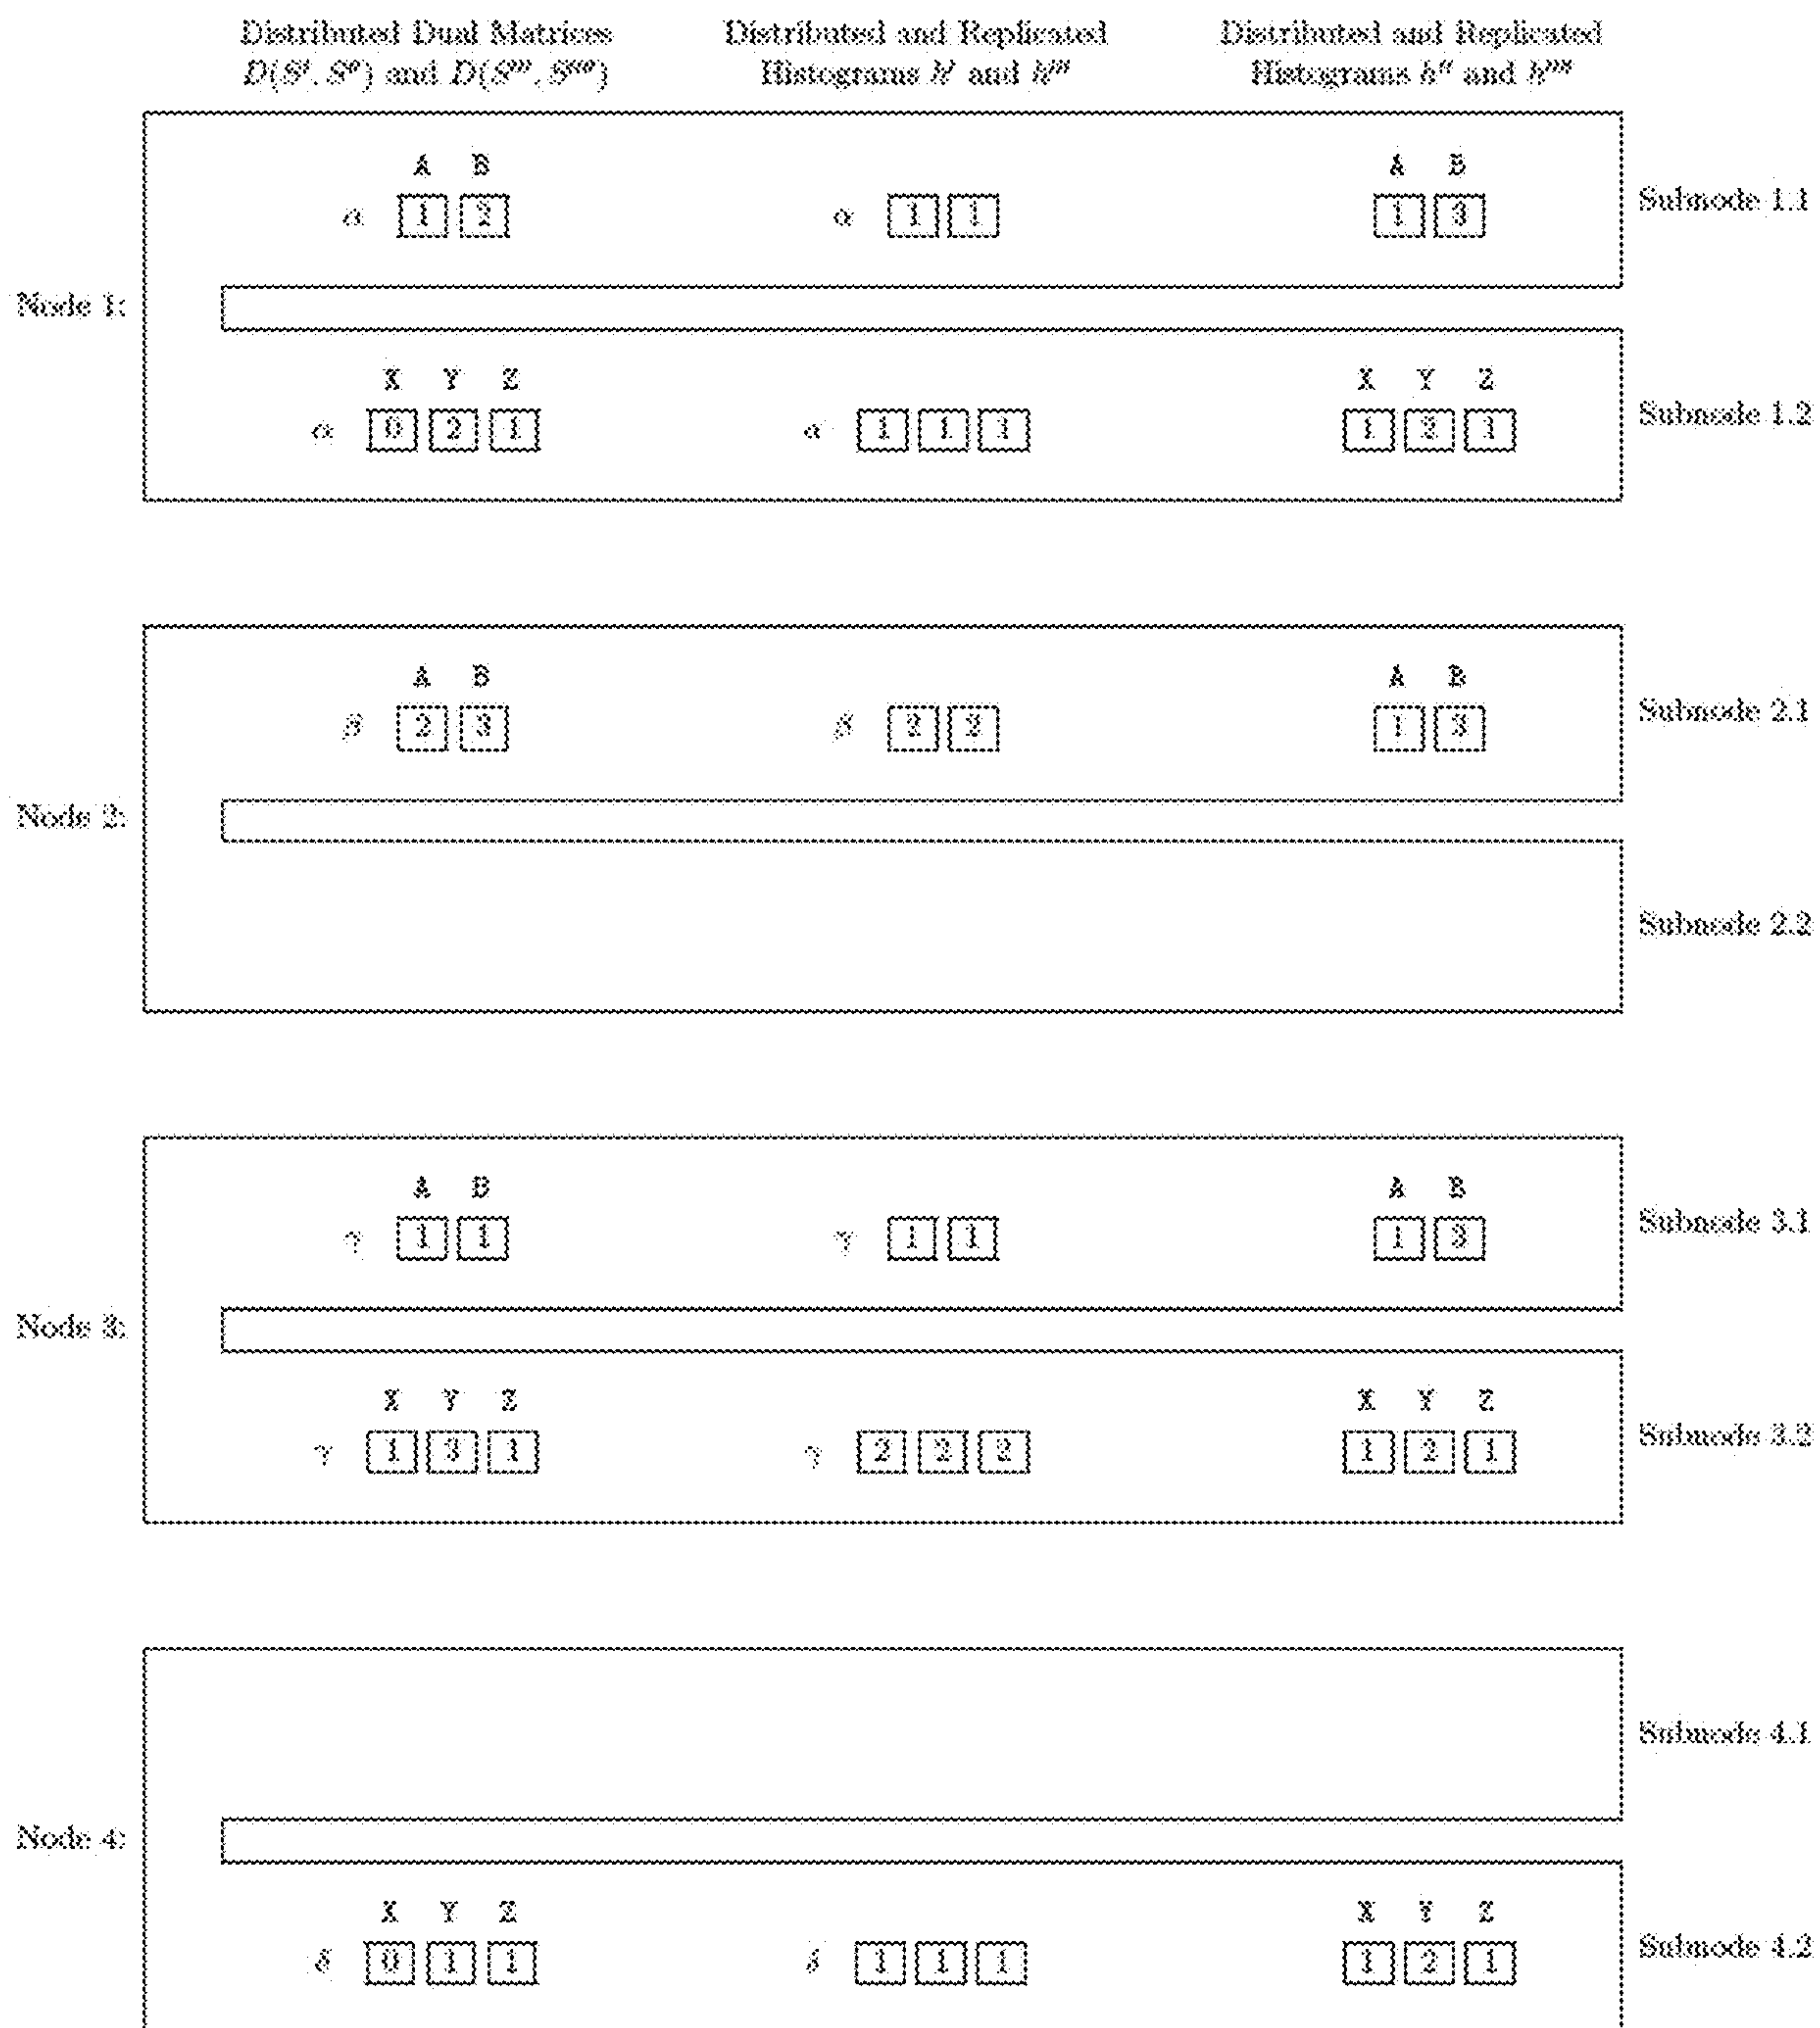 Distributed Dual Matrices Distributed and Replicated Distributed and Replicated
D(S′, S″) and D(S‴, S⁗) Histograms h′ and h‴ Histograms h″ and h⁗
A B A B
α 1 2 α 1 1 1 3 Subnode 1.1
Node 1:
X Y Z X Y Z
α 0 2 1 α 1 1 1 1 2 1 Subnode 1.2
A B A B
β 2 3 β 2 2 1 3 Subnode 2.1
Node 2:
Subnode 2.2
A B A B
γ 1 1 γ 1 1 1 3 Subnode 3.1
Node 3:
X Y Z X Y Z
γ 1 3 1 γ 2 2 2 1 2 1 Subnode 3.2
Subnode 4.1
Node 4:
X Y Z X Y Z
δ 0 1 1 δ 1 1 1 1 2 1 Subnode 4.2